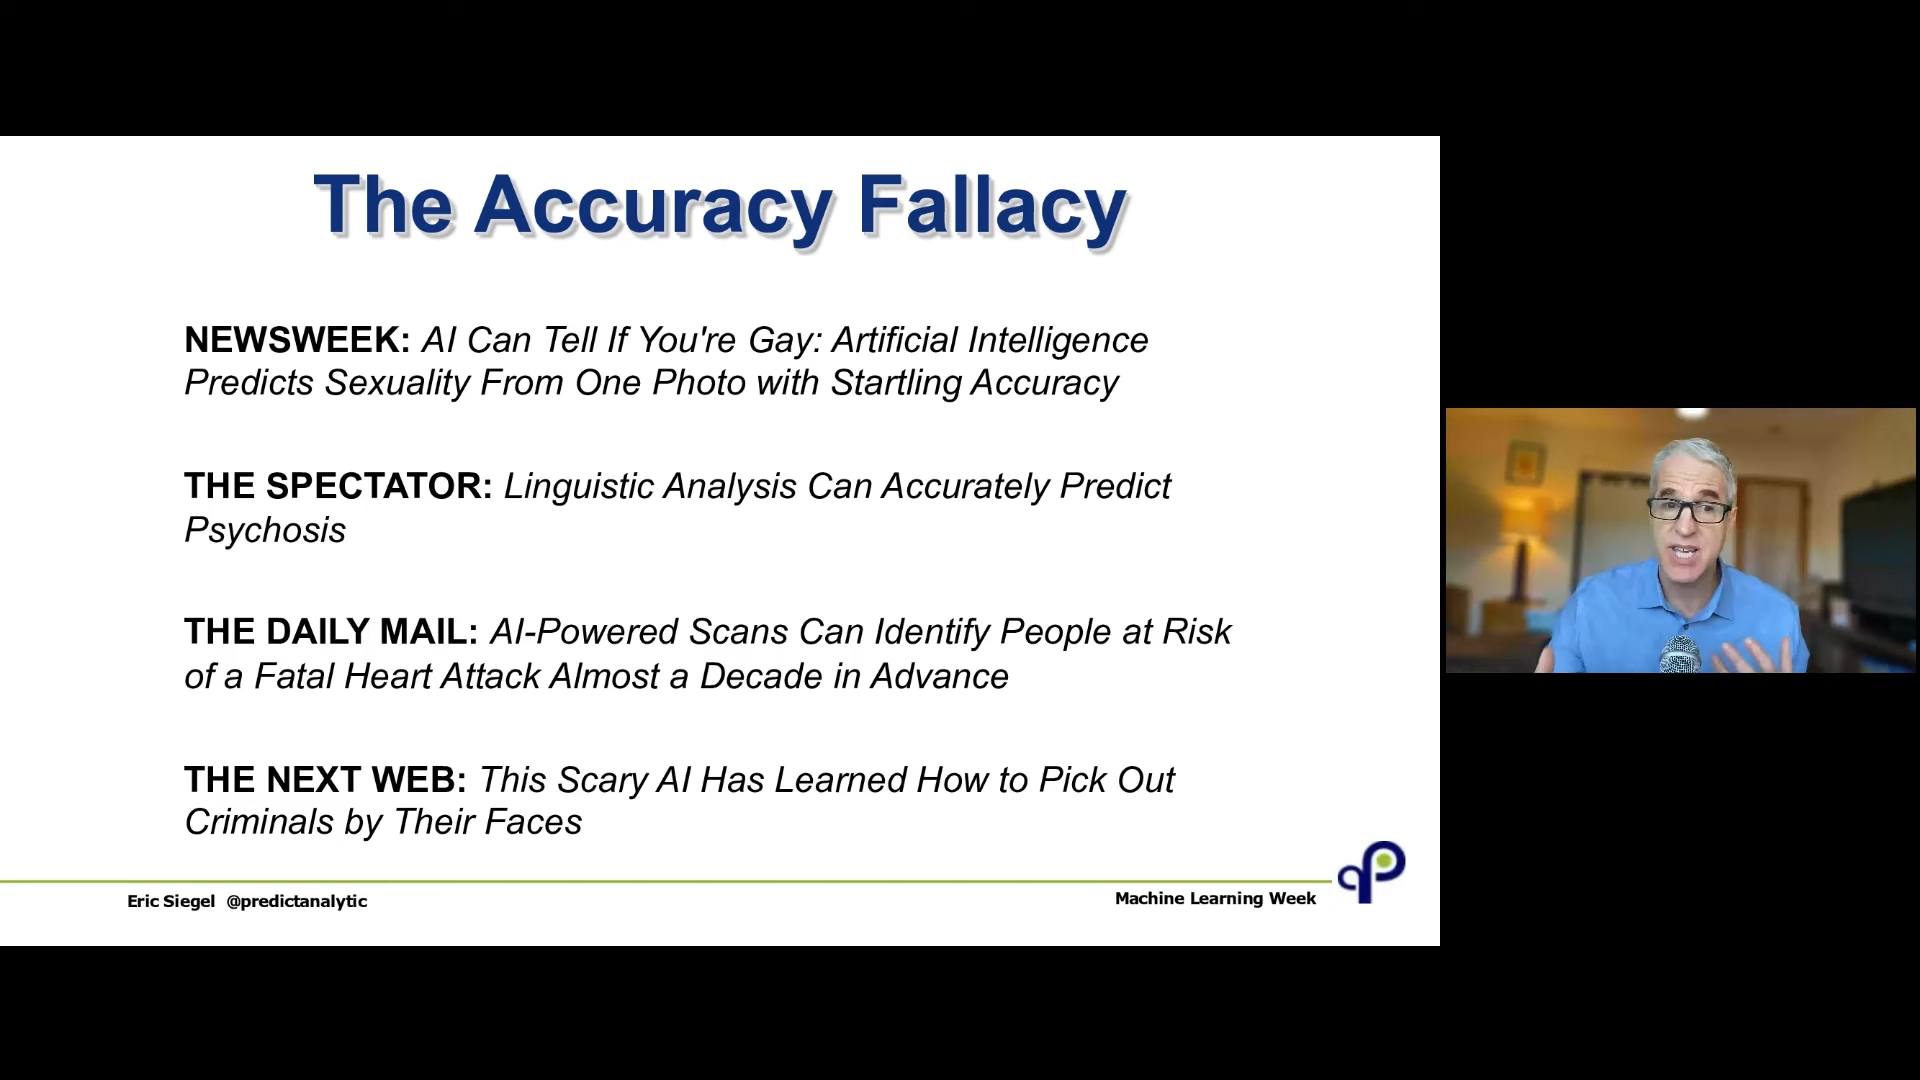 The Accuracy Fallacy
NEWSWEEK: AI Can Tell If You're Gay: Artificial Intelligence
Predicts Sexuality From One Photo with Startling Accuracy
THE SPECTATOR: Linguistic Analysis Can Accurately Predict
Psychosis
THE DAILY MAIL: AI-Powered Scans Can Identify People at Risk
of a Fatal Heart Attack Almost a Decade in Advance
THE NEXT WEB: This Scary AI Has Learned How to Pick Out
Criminals by Their Faces
Eric Siegel @predictanalytic
Machine Learning Week